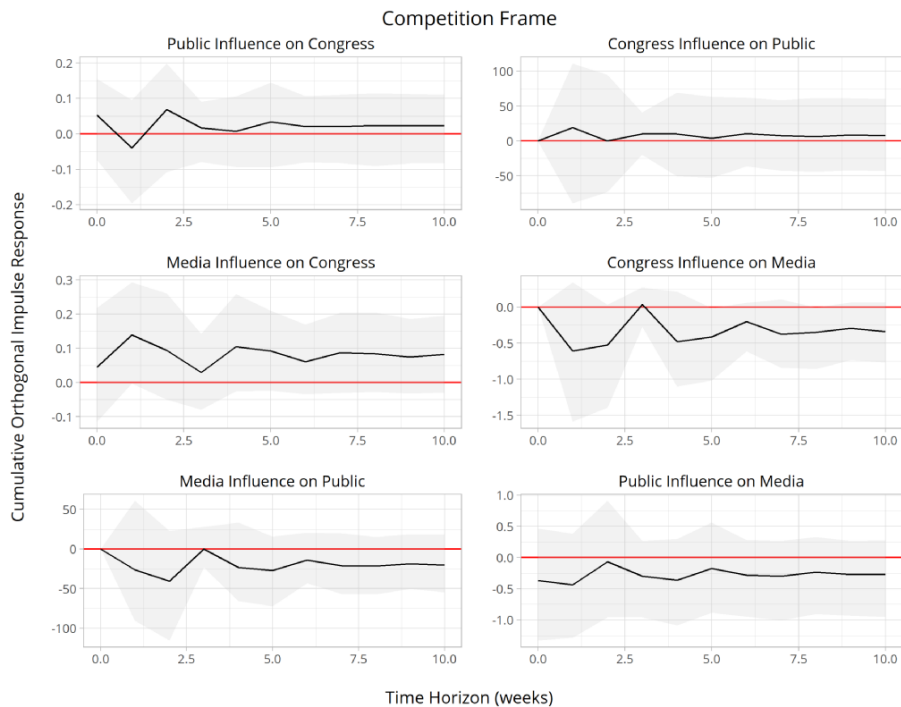 Competition Frame
Public Influence on Congress
0.2
0.1
0.0
-0.1
-0.2
0.0 2.5 5.0 7.5 10.0
Congress Influence on Public
100
50
0
-50
0.0 2.5 5.0 7.5 10.0
Media Influence on Congress
0.3
0.2
0.1
0.0
-0.1
0.0 2.5 5.0 7.5 10.0
Congress Influence on Media
0.0
-0.5
-1.0
-1.5
0.0 2.5 5.0 7.5 10.0
Media Influence on Public
50
0
-50
-100
0.0 2.5 5.0 7.5 10.0
Public Influence on Media
1.0
0.5
0.0
-0.5
-1.0
0.0 2.5 5.0 7.5 10.0
Cumulative Orthogonal Impulse Response
Time Horizon (weeks)